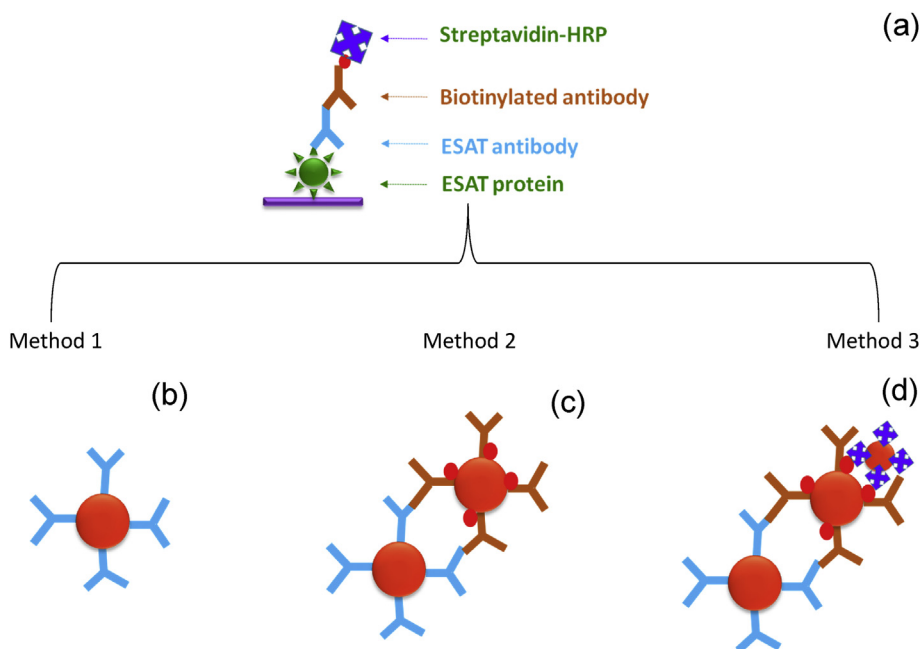 (a)
Streptavidin-HRP
Biotinylated antibody
ESAT antibody
ESAT protein
Method 1
Method 2
Method 3
(b)
(c)
(d)